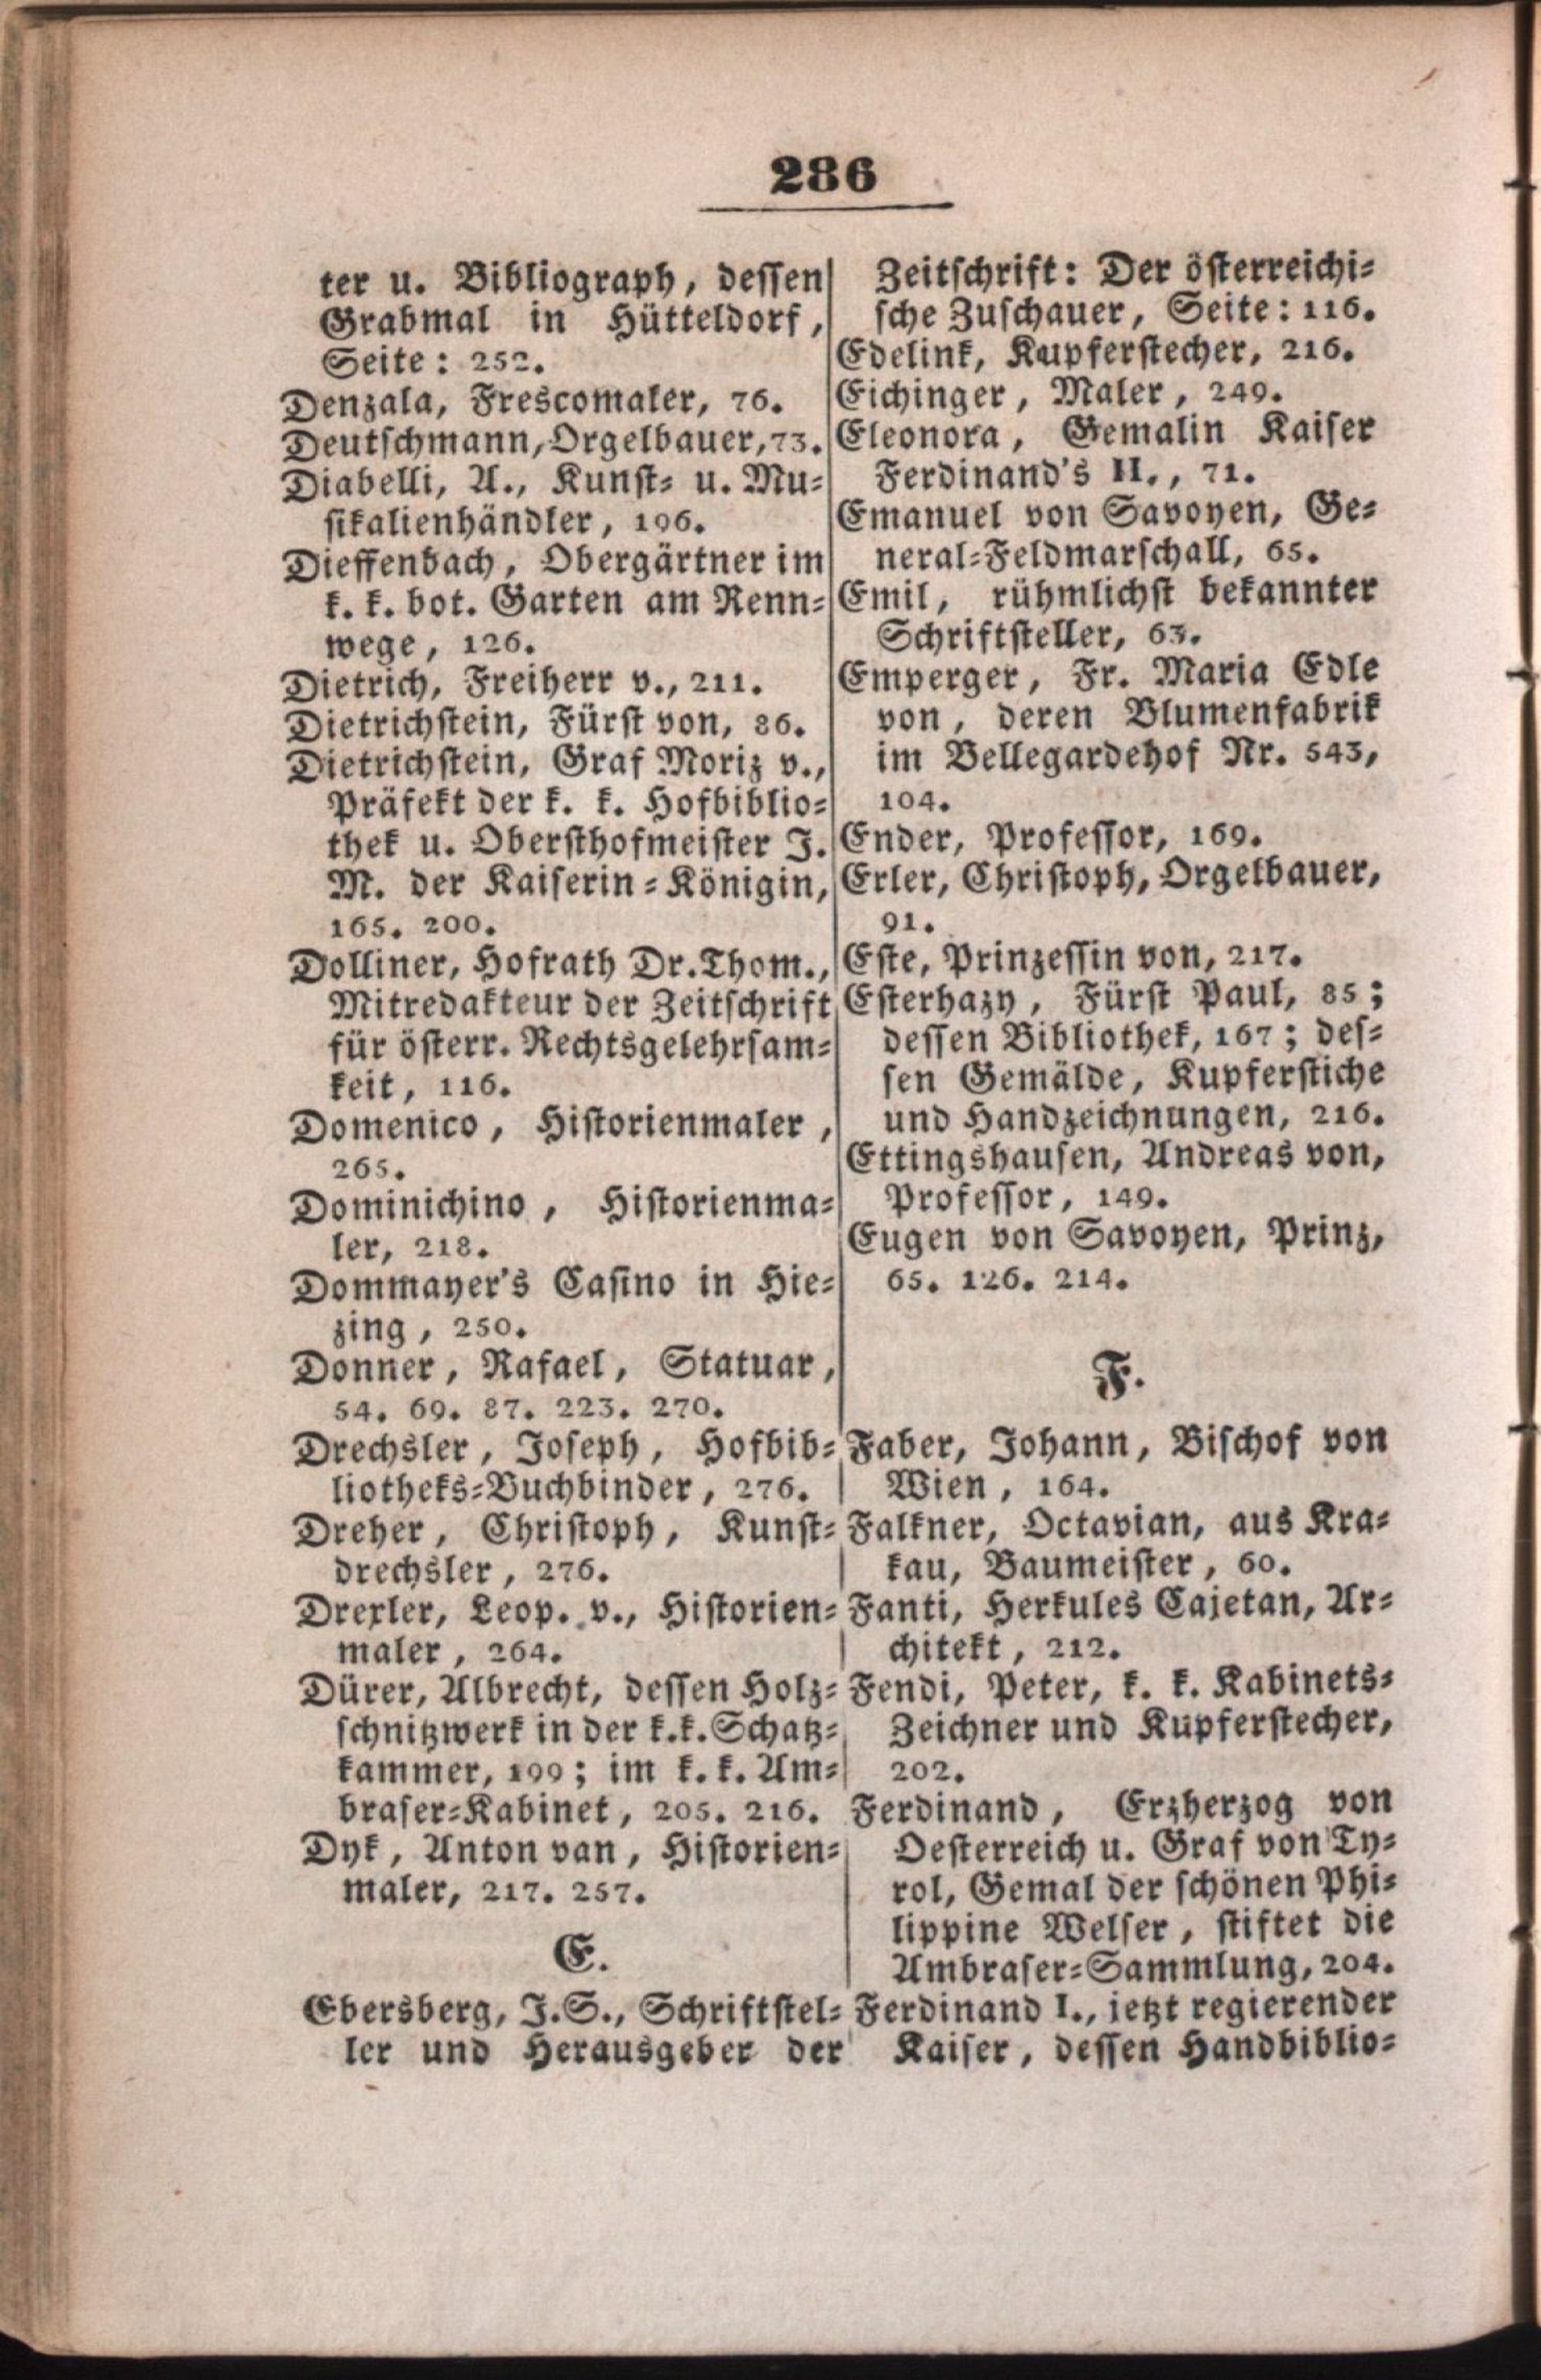 286
ter u. Bibliograph, dessen
Grabmal in Hütteldorf,
Seite: 252.
Denzala, Frescomaler, 76.
Deutschmann, Orgelbauer, 73.
Diabelli, A., Kunst- u. Mu-
sikalienhändler, 196.
Dieffenbach, Obergärtner im
k. k. bot. Garten am Renn-
wege, 126.
Dietrich, Freiherr v., 211.
Dietrichstein, Fürst von, 86.
Dietrichstein, Graf Moriz v.,
Präfekt der k. k. Hofbiblio-
thek u. Obersthofmeister J.
M. der Kaiserin-Königin,
165. 200.
Dolliner, Hofrath Dr. Thom.,
Mitredakteur der Zeitschrift
für österr. Rechtsgelehrsam-
keit, 116.
Domenico, Historienmaler,
265.
Dominichino, Historienma-
ler, 218.
Dommayer's Casino in Hie-
zing, 250.
Donner, Rafael, Statuar,
54. 69. 87. 223. 270.
Drechsler, Joseph, Hofbib-
liotheks-Buchbinder, 276.
Dreher, Christoph, Kunst-
drechsler, 276.
Drexler, Leop. v., Historien-
maler, 264.
Dürer, Albrecht, dessen Holz-
schnitzwerk in der k. k. Schatz-
kammer, 199; im k. k. Am-
braser-Kabinet, 205. 216.
Dyk, Anton van, Historien-
maler, 217. 257.
E.
Ebersberg, J. S., Schriftstel-
ler und Herausgeber der
Zeitschrift: Der österreichi-
sche Zuschauer, Seite: 116.
Edelink, Kupferstecher, 216.
Eichinger, Maler, 249.
Eleonora, Gemalin Kaiser
Ferdinand's II., 71.
Emanuel von Savoyen, Ge-
neral-Feldmarschall, 65.
Emil, rühmlichst bekannter
Schriftsteller, 63.
Emperger, Fr. Maria Edle
von, deren Blumenfabrik
im Bellegardehof Nr. 543,
104.
Ender, Professor, 169.
Erler, Christoph, Orgelbauer,
91.
Este, Prinzessin von, 217.
Esterhazy, Fürst Paul, 85;
dessen Bibliothek, 167; des-
sen Gemälde, Kupferstiche
und Handzeichnungen, 216.
Ettingshausen, Andreas von,
Professor, 149.
Eugen von Savoyen, Prinz,
65. 126. 214.
F.
Faber, Johann, Bischof von
Wien, 164.
Falkner, Octavian, aus Kra-
kau, Baumeister, 60.
Fanti, Herkules Cajetan, Ar-
chitekt, 212.
Fendi, Peter, k. k. Kabinets-
Zeichner und Kupferstecher,
202.
Ferdinand, Erzherzog von
Oesterreich u. Graf von Ty-
rol, Gemal der schönen Phi-
lippine Welser, stiftet die
Ambraser-Sammlung, 204.
Ferdinand I., jetzt regierender
Kaiser, dessen Handbiblio-